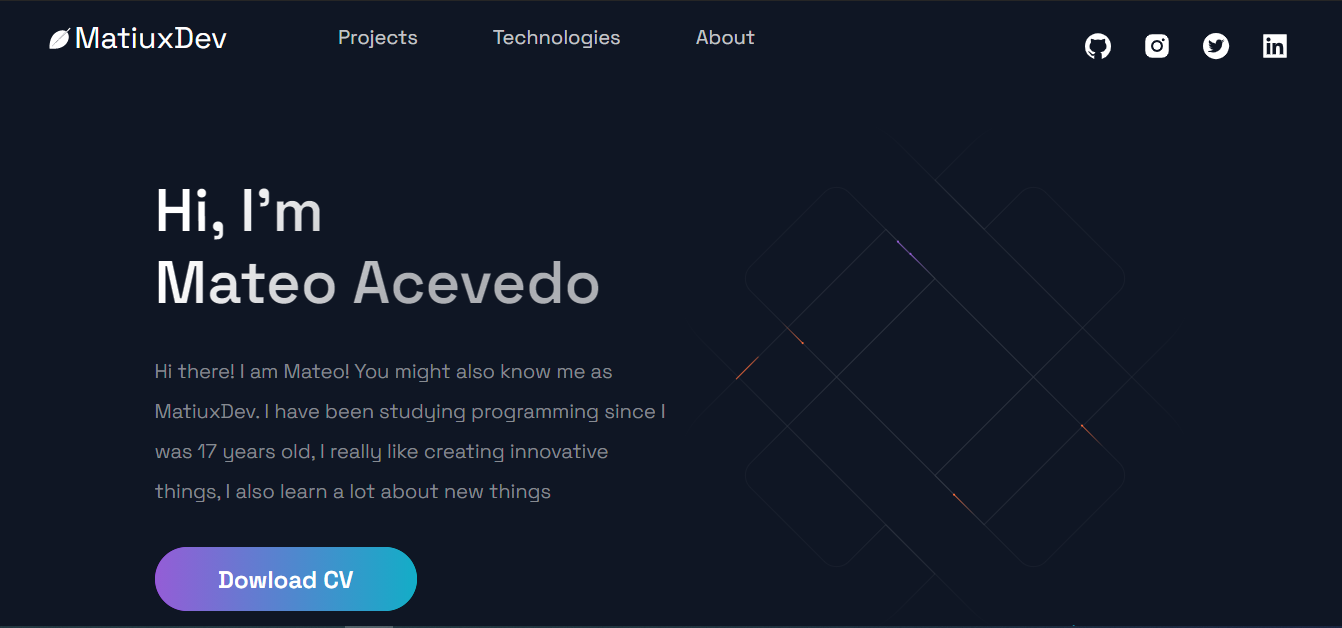 MatiuxDev
Projects
Technologies
About
Hi, I'm
Mateo Acevedo
Hi there! I am Mateo! You might also know me as
MatiuxDev. I have been studying programming since I
was 17 years old, I really like creating innovative
things, I also learn a lot about new things
Dowload CV